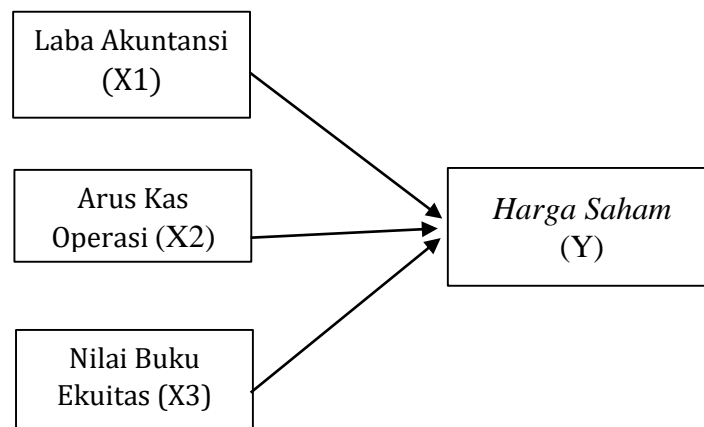 Laba Akuntansi
(X1)
Arus Kas
Operasi (X2)
Harga Saham
(Y)
Nilai Buku
Ekuitas (X3)